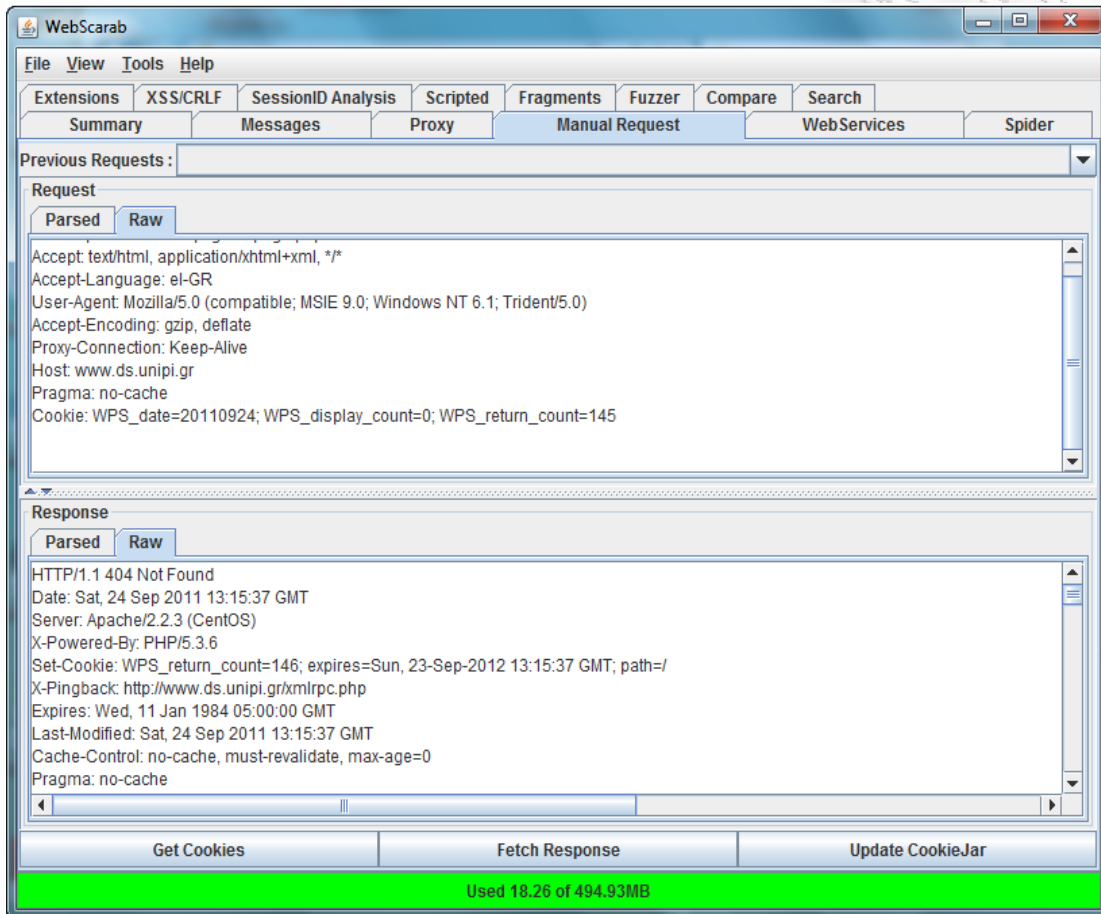 WebScarab
File View Tools Help
Extensions XSS/CRLF SessionID Analysis Scripted Fragments Fuzzer Compare Search
Summary Messages Proxy Manual Request WebServices Spider
Previous Requests :
Request
Parsed Raw
Accept: text/html, application/xhtml+xml, */*
Accept-Language: el-GR
User-Agent: Mozilla/5.0 (compatible; MSIE 9.0; Windows NT 6.1; Trident/5.0)
Accept-Encoding: gzip, deflate
Proxy-Connection: Keep-Alive
Host: www.ds.unipi.gr
Pragma: no-cache
Cookie: WPS_date=20110924; WPS_display_count=0; WPS_return_count=145
Response
Parsed Raw
HTTP/1.1 404 Not Found
Date: Sat, 24 Sep 2011 13:15:37 GMT
Server: Apache/2.2.3 (CentOS)
X-Powered-By: PHP/5.3.6
Set-Cookie: WPS_return_count=146; expires=Sun, 23-Sep-2012 13:15:37 GMT; path=/
X-Pingback: http://www.ds.unipi.gr/xmlrpc.php
Expires: Wed, 11 Jan 1984 05:00:00 GMT
Last-Modified: Sat, 24 Sep 2011 13:15:37 GMT
Cache-Control: no-cache, must-revalidate, max-age=0
Pragma: no-cache
Get Cookies Fetch Response Update CookieJar
Used 18.26 of 494.93MB